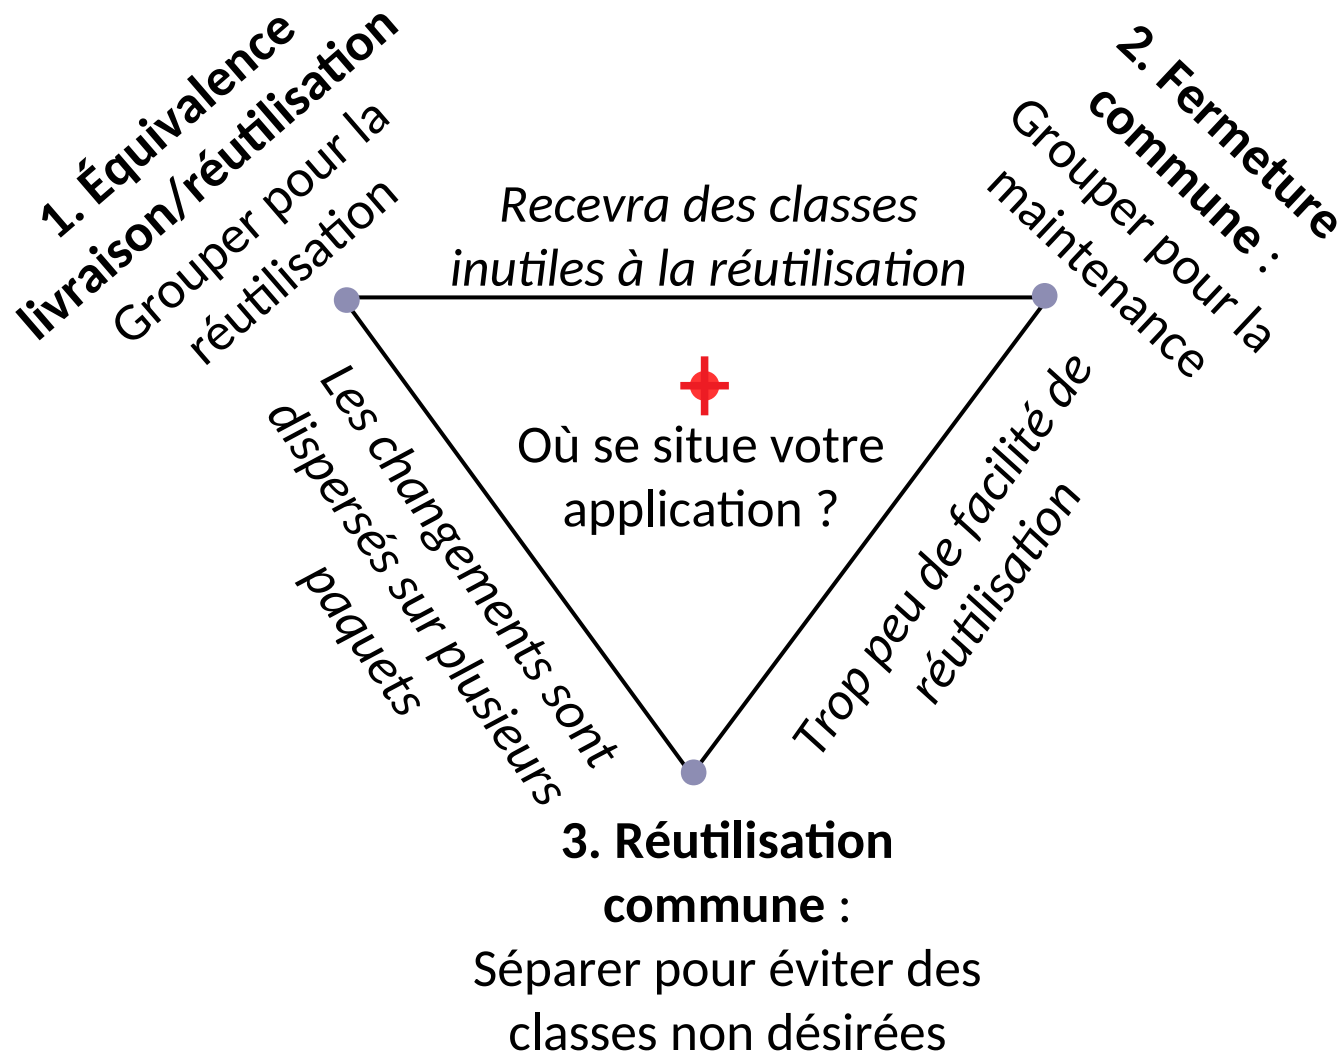 1. Équivalence
livraison/réutilisation
Grouper pour la
réutilisation
2. Fermeture
commune :
Grouper pour la
maintenance
Recevra des classes
inutiles à la réutilisation
Où se situe votre
application ?
Les changements sont
dispersés sur plusieurs
paquets
Trop peu de facilité de
réutilisation
3. Réutilisation
commune :
Séparer pour éviter des
classes non désirées